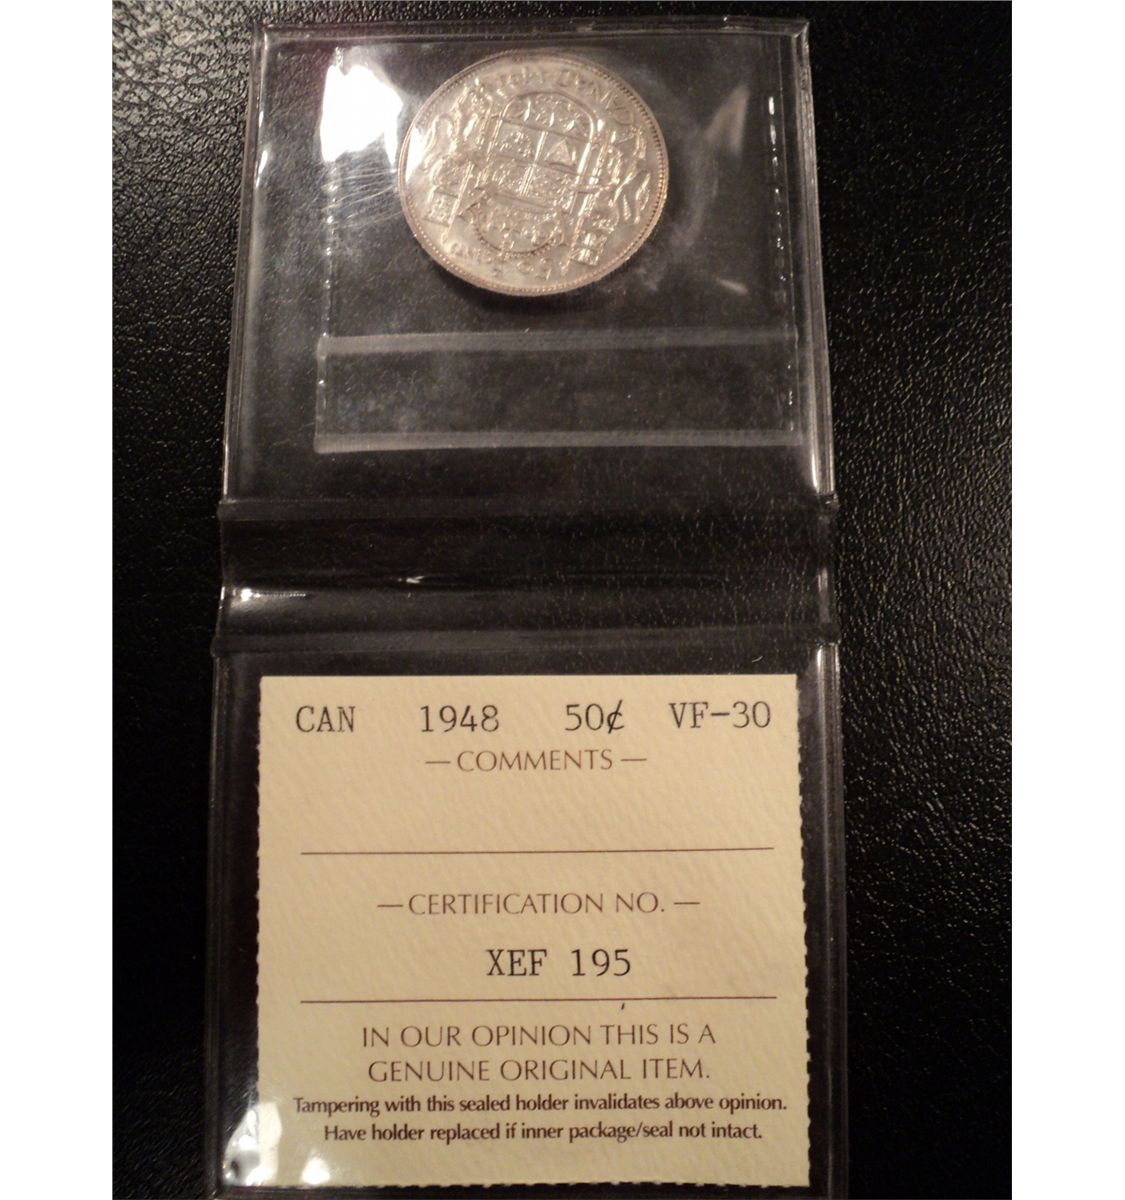 CAN 1948 50¢ VF-30
— COMMENTS —
— CERTIFICATION NO. —
XEF 195
IN OUR OPINION THIS IS A
GENUINE ORIGINAL ITEM.
Tampering with this sealed holder invalidates above opinion.
Have holder replaced if inner package/seal not intact.